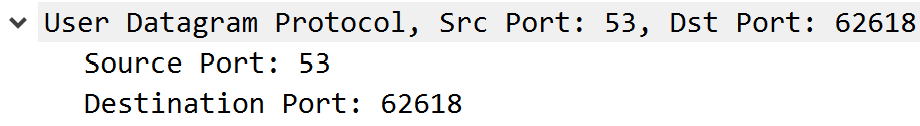 User Datagram Protocol, Src Port: 53, Dst Port: 62618
Source Port: 53
Destination Port: 62618